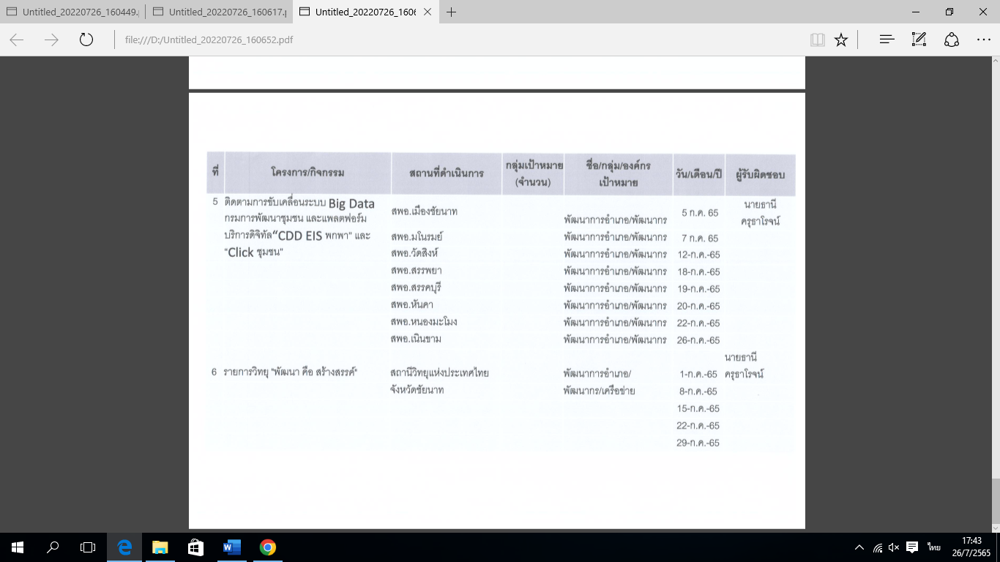 Untitled_20220726_160449.p
Untitled_20220726_160617.p
Untitled_20220726_1606
file:///D:/Untitled_20220726_160652.pdf
ที่ โครงการ/กิจกรรม สถานที่ดำเนินการ กลุ่มเป้าหมาย (จำนวน) ชื่อ/กลุ่ม/องค์กร เป้าหมาย วัน/เดือน/ปี ผู้รับผิดชอบ
5 ติดตามการขับเคลื่อนระบบ Big Data นายธานี
สพอ.เมืองชัยนาท 5 ก.ค. 65
กรมการพัฒนาชุมชน และแพลตฟอร์ม พัฒนาการอำเภอ/พัฒนากร ครุธาโรจน์
บริการดิจิทัล“CDD EIS พกพา” และ สพอ.มโนรมย์ พัฒนาการอำเภอ/พัฒนากร 7 ก.ค. 65
“Click ชุมชน” สพอ.วัดสิงห์ พัฒนาการอำเภอ/พัฒนากร 12-ก.ค.-65
สพอ.สรรพยา พัฒนาการอำเภอ/พัฒนากร 18-ก.ค.-65
สพอ.สรรคบุรี พัฒนาการอำเภอ/พัฒนากร 19-ก.ค.-65
สพอ.หันคา พัฒนาการอำเภอ/พัฒนากร 20-ก.ค.-65
สพอ.หนองมะโมง พัฒนาการอำเภอ/พัฒนากร 22-ก.ค.-65
สพอ.เนินขาม พัฒนาการอำเภอ/พัฒนากร 26-ก.ค.-65
นายธานี
6 รายการวิทยุ "พัฒนา คือ สร้างสรรค์" สถานีวิทยุแห่งประเทศไทย พัฒนาการอำเภอ/ 1-ก.ค.-65 ครุธาโรจน์
จังหวัดชัยนาท พัฒนากร/เครือข่าย 8-ก.ค.-65
15-ก.ค.-65
22-ก.ค.-65
29-ก.ค.-65
ไทย
17:43
26/7/2565